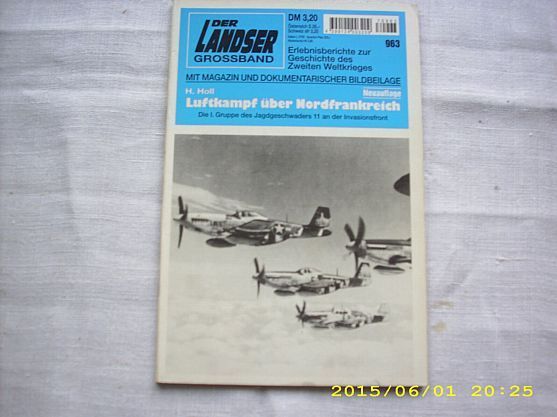 DER
LANDSER
GROSSBAND
DM 3,20
963
Erlebnisberichte zur
Geschichte des
Zweiten Weltkrieges
MIT MAGAZIN UND DOKUMENTARISCHER BILDBEILAGE
H. Holl
Neuauflage
Luftkampf über Nordfrankreich
Die I. Gruppe des Jagdgeschwaders 11 an der Invasionsfront
2015/06/01 20:25